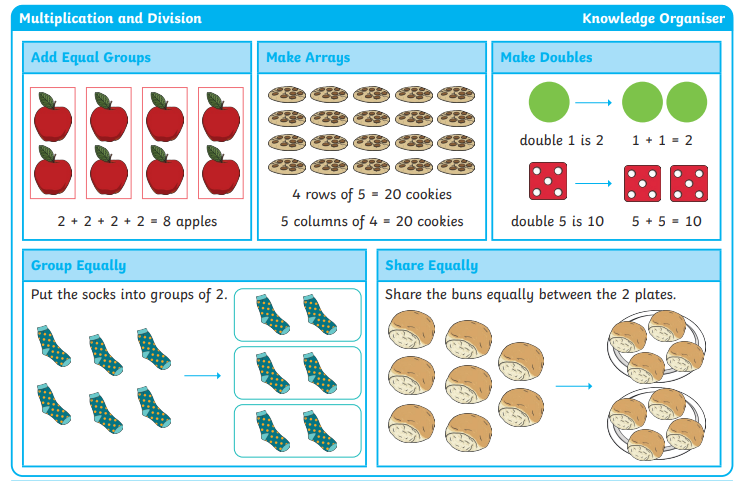 Multiplication and Division
Knowledge Organiser
Add Equal Groups
2 + 2 + 2 + 2 = 8 apples
Make Arrays
4 rows of 5 = 20 cookies
5 columns of 4 = 20 cookies
Make Doubles
double 1 is 2 1 + 1 = 2
double 5 is 10 5 + 5 = 10
Group Equally
Put the socks into groups of 2.
Share Equally
Share the buns equally between the 2 plates.